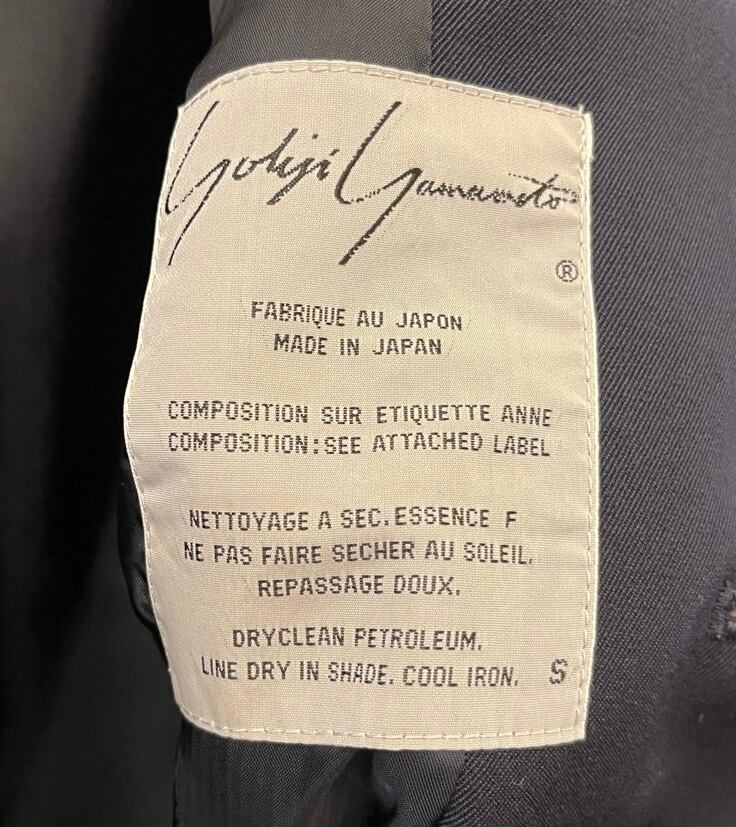 Yohji Yamamoto
®
FABRIQUE AU JAPON
MADE IN JAPAN
COMPOSITION SUR ETIQUETTE ANNE
COMPOSITION:SEE ATTACHED LABEL
NETTOYAGE A SEC. ESSENCE F
NE PAS FAIRE SECHER AU SOLEIL.
REPASSAGE DOUX.
DRYCLEAN PETROLEUM.
LINE DRY IN SHADE. COOL IRON. S